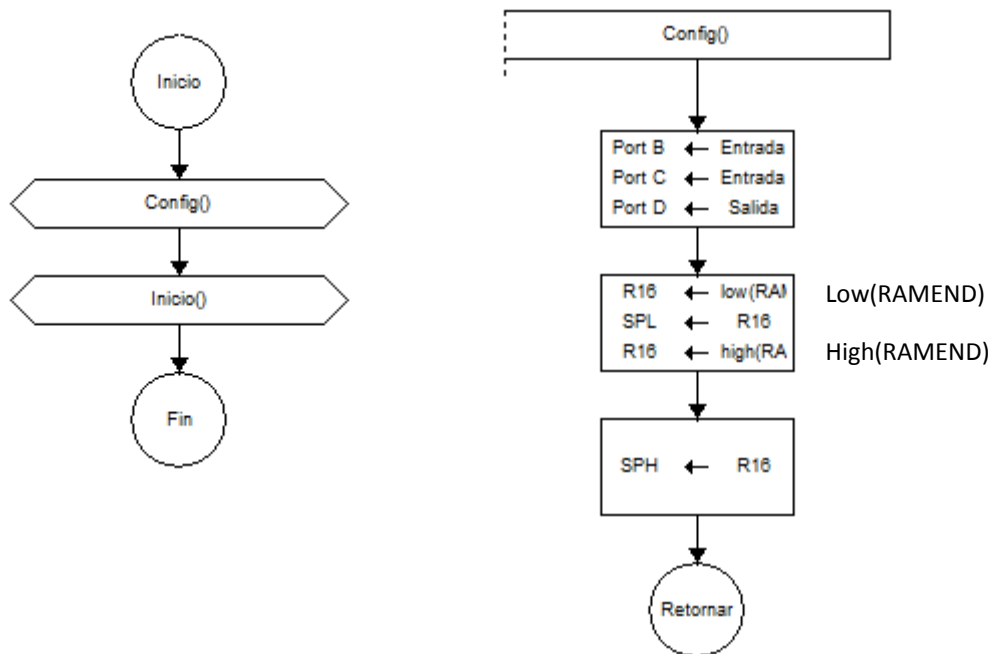 Inicio
Config()
Inicio()
Fin
Config()
Port B ← Entrada
Port C ← Entrada
Port D ← Salida
R16 ← low(RAM Low(RAMEND)
SPL ← R16
R16 ← high(RA High(RAMEND)
SPH ← R16
Retornar